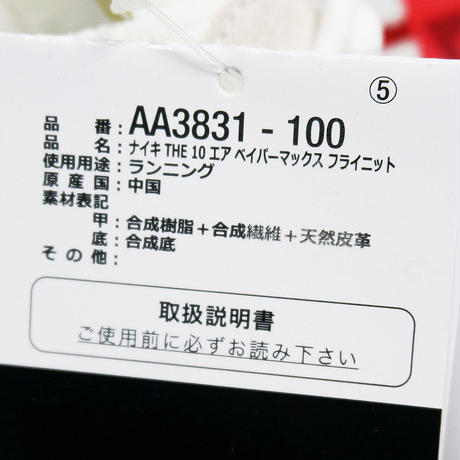 ⑤
品番：AA3831 - 100
品名：ナイキ THE 10 エア ベイパーマックス フライニット
使用用途：ランニング
原産国：中国
素材表記
甲：合成樹脂＋合成繊維＋天然皮革
底：合成底
その他：
取扱説明書
ご使用前に必ずお読み下さい